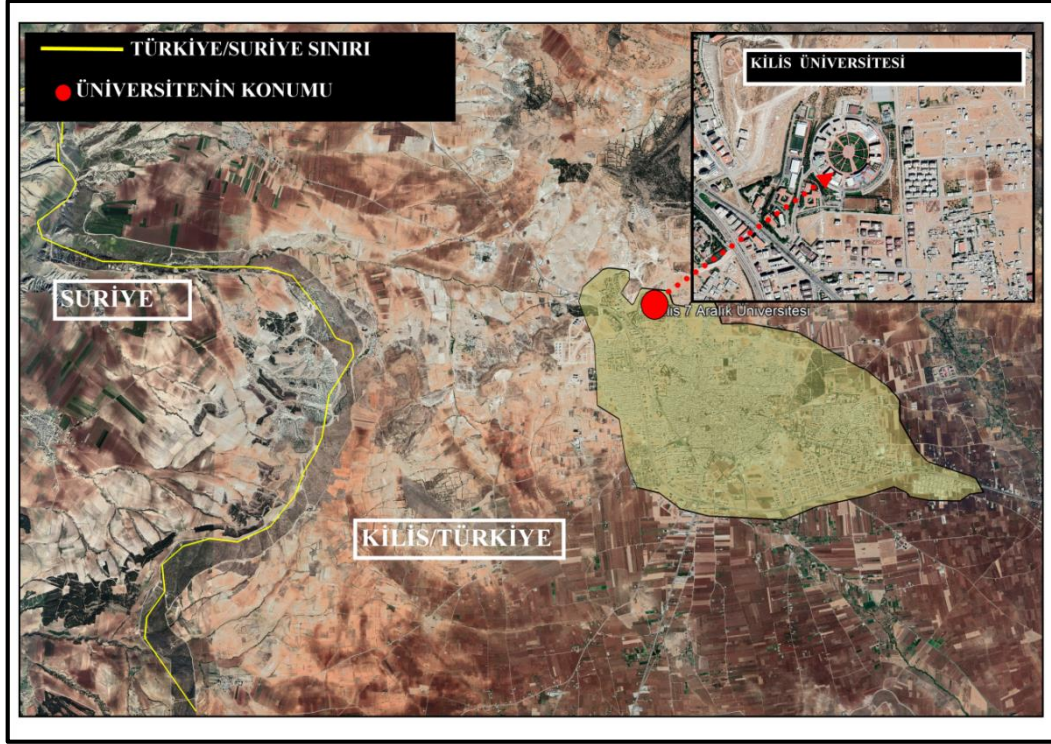 TÜRKİYE/SURİYE SINIRI
ÜNİVERSİTENİN KONUMU
KİLİS ÜNİVERSİTESİ
SURİYE
7 Aralık Üniversitesi
KİLİS/TÜRKİYE